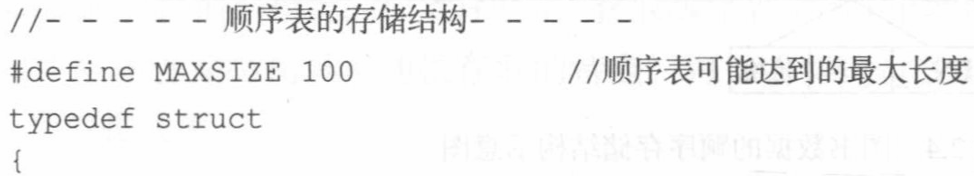 //- - - - - 顺序表的存储结构- - - - -
#define MAXSIZE 100 //顺序表可能达到的最大长度
typedef struct
{